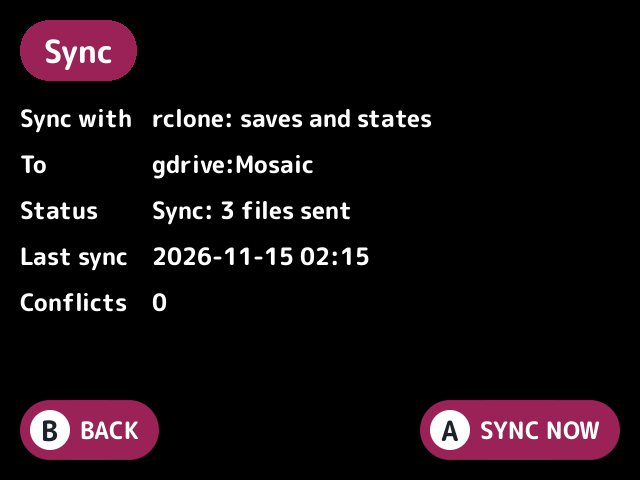 Sync
Sync with rclone: saves and states
To gdrive:Mosaic
Status Sync: 3 files sent
Last sync 2026-11-15 02:15
Conflicts 0
B BACK A SYNC NOW